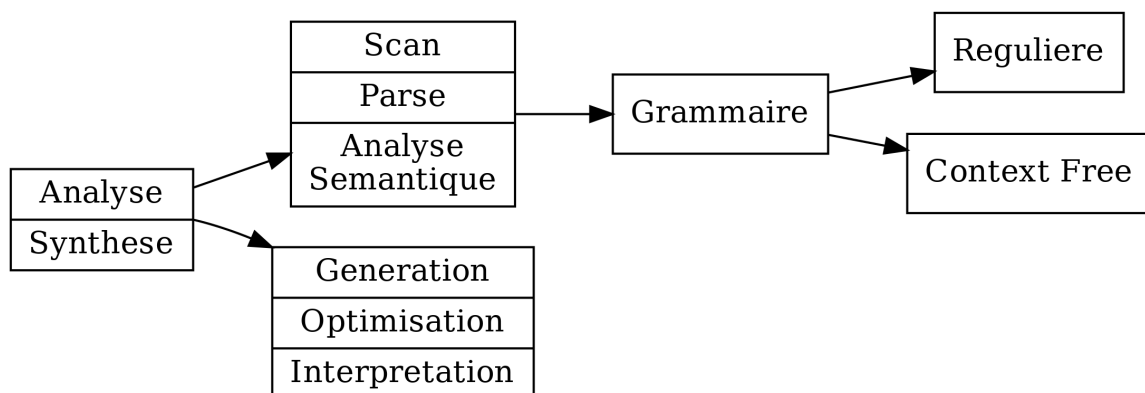 Analyse
Synthese
Scan
Parse
Analyse
Semantique
Generation
Optimisation
Interpretation
Grammaire
Reguliere
Context Free